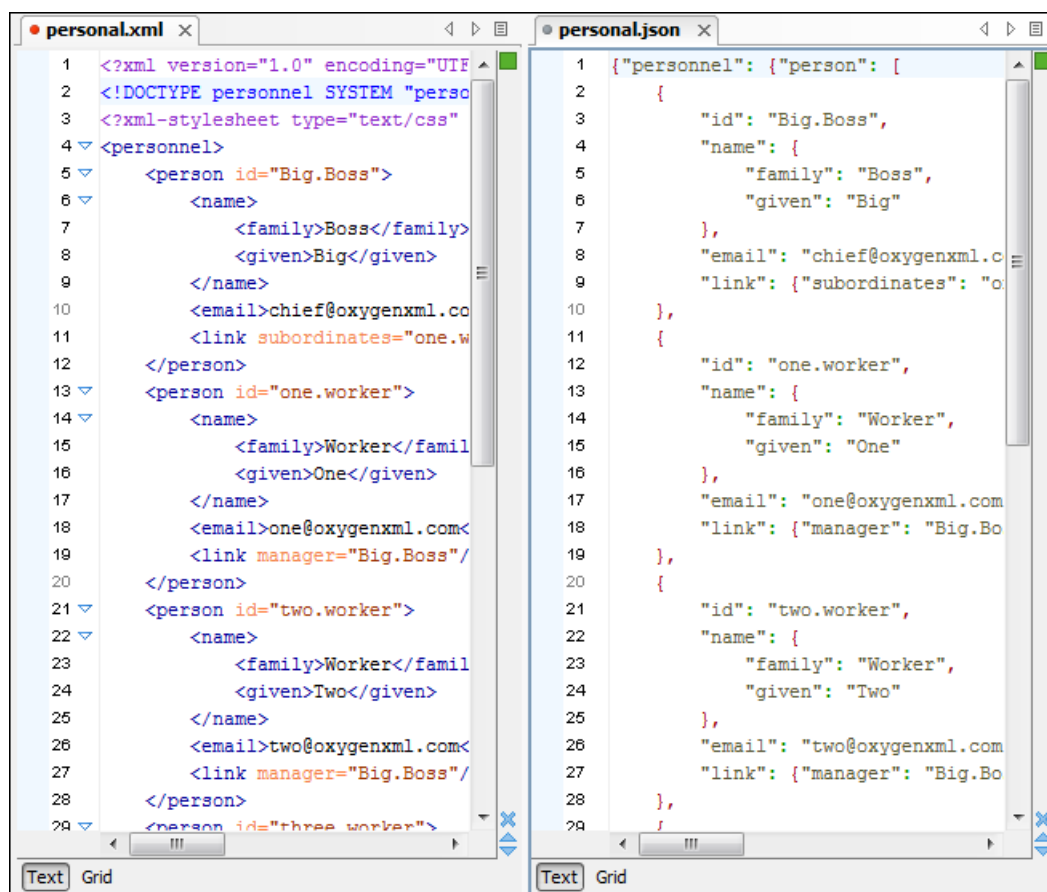 personal.xml
1 <?xml version="1.0" encoding="UTF
2 <!DOCTYPE personnel SYSTEM "perso
3 <?xml-stylesheet type="text/css"
4 <personnel>
5 <person id="Big.Boss">
6 <name>
7 <family>Boss</family>
8 <given>Big</given>
9 </name>
10 <email>chief@oxygenxml.co
11 <link subordinates="one.w
12 </person>
13 <person id="one.worker">
14 <name>
15 <family>Worker</famil
16 <given>One</given>
17 </name>
18 <email>one@oxygenxml.com<
19 <link manager="Big.Boss"/
20 </person>
21 <person id="two.worker">
22 <name>
23 <family>Worker</famil
24 <given>Two</given>
25 </name>
26 <email>two@oxygenxml.com<
27 <link manager="Big.Boss"/
28 </person>
29 <person id="three.worker">
Text Grid
personal.json
1 {"personnel": {"person": [
2 {
3 "id": "Big.Boss",
4 "name": {
5 "family": "Boss",
6 "given": "Big"
7 },
8 "email": "chief@oxygenxml.c
9 "link": {"subordinates": "o
10 },
11 {
12 "id": "one.worker",
13 "name": {
14 "family": "Worker",
15 "given": "One"
16 },
17 "email": "one@oxygenxml.com
18 "link": {"manager": "Big.Bo
19 },
20 {
21 "id": "two.worker",
22 "name": {
23 "family": "Worker",
24 "given": "Two"
25 },
26 "email": "two@oxygenxml.com
27 "link": {"manager": "Big.Bo
28 },
29 {
Text Grid